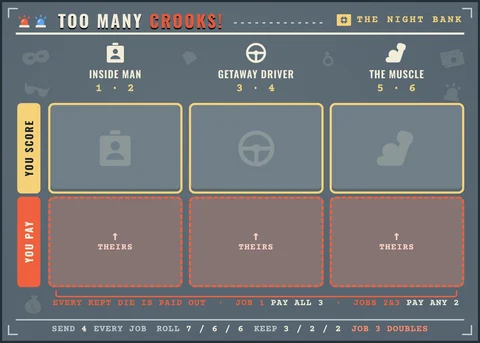 TOO MANY CROOKS!
THE NIGHT BANK
INSIDE MAN
1 · 2
GETAWAY DRIVER
3 · 4
THE MUSCLE
5 · 6
YOU SCORE
YOU PAY
↑
THEIRS
↑
THEIRS
↑
THEIRS
EVERY KEPT DIE IS PAID OUT · JOB 1 PAY ALL 3 · JOBS 2&3 PAY ANY 2
SEND 4 EVERY JOB ROLL 7 / 6 / 6 KEEP 3 / 2 / 2 JOB 3 DOUBLES